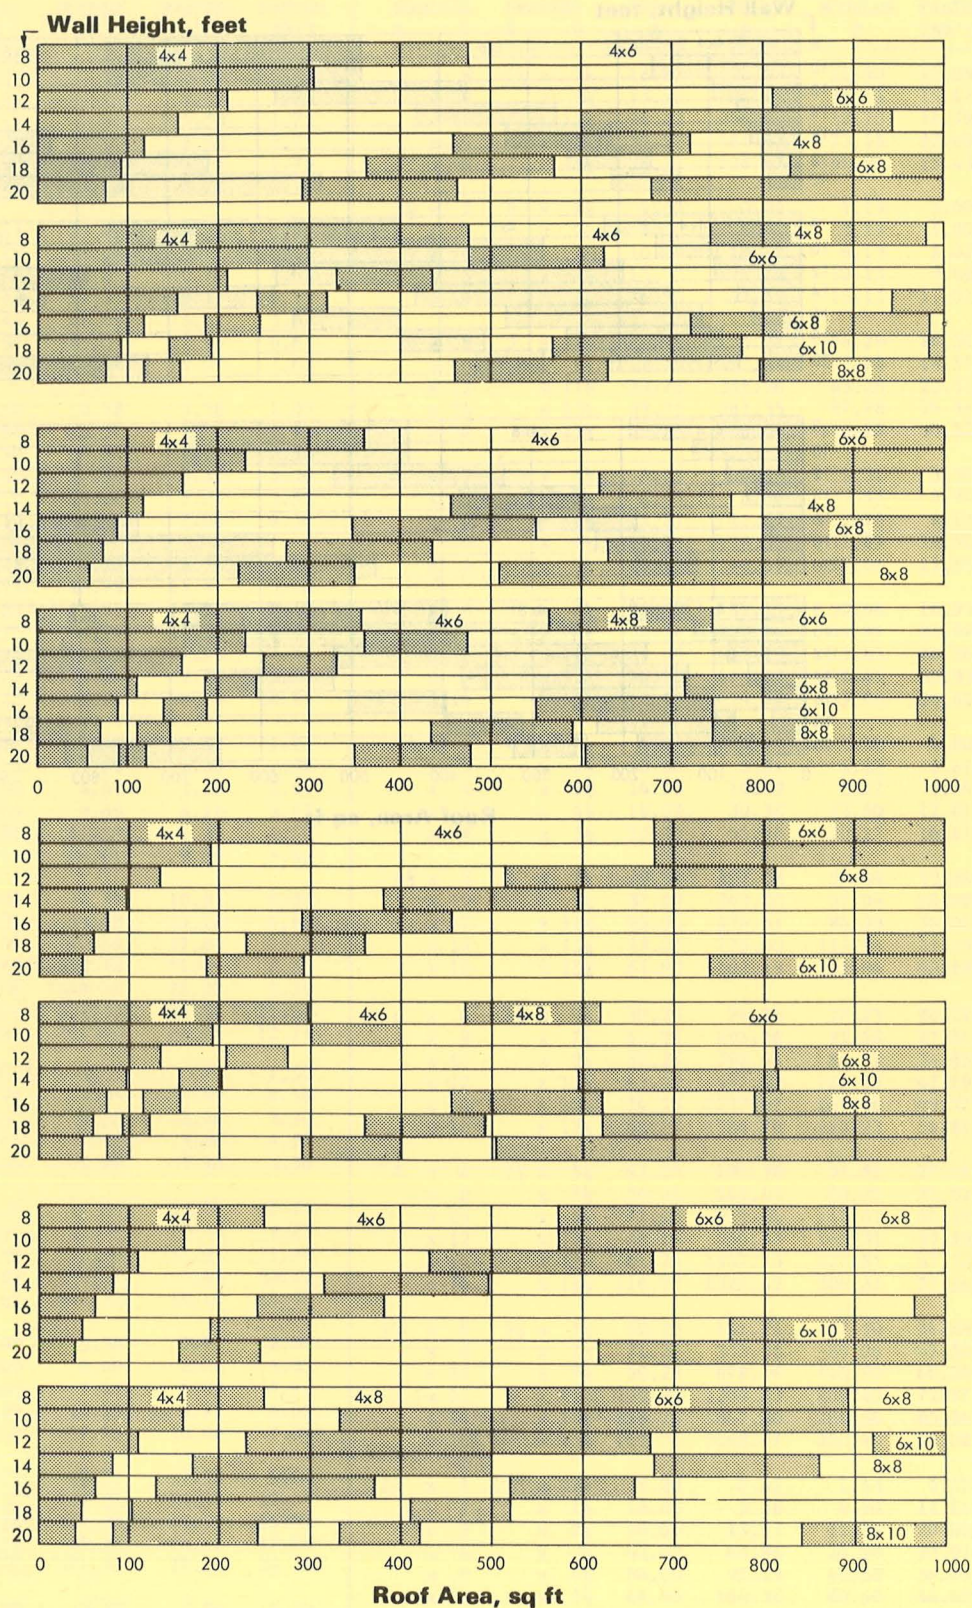 Wall Height, feet
8 4x4 4x6
10
12 6x6
14
16 4x8
18 6x8
20
8 4x4 4x6 4x8
10 6x6
12
14
16 6x8
18 6x10
20 8x8
8 4x4 4x6 6x6
10
12
14 4x8
16 6x8
18
20 8x8
8 4x4 4x6 4x8 6x6
10
12
14 6x8
16 6x10
18 8x8
20
0 100 200 300 400 500 600 700 800 900 1000
8 4x4 4x6 6x6
10
12 6x8
14
16
18
20 6x10
8 4x4 4x6 4x8 6x6
10
12 6x8
14 6x10
16 8x8
18
20
8 4x4 4x6 6x6 6x8
10
12
14
16
18 6x10
20
8 4x4 4x8 6x6 6x8
10
12 6x10
14 8x8
16
18
20 8x10
0 100 200 300 400 500 600 700 800 900 1000
Roof Area, sq ft